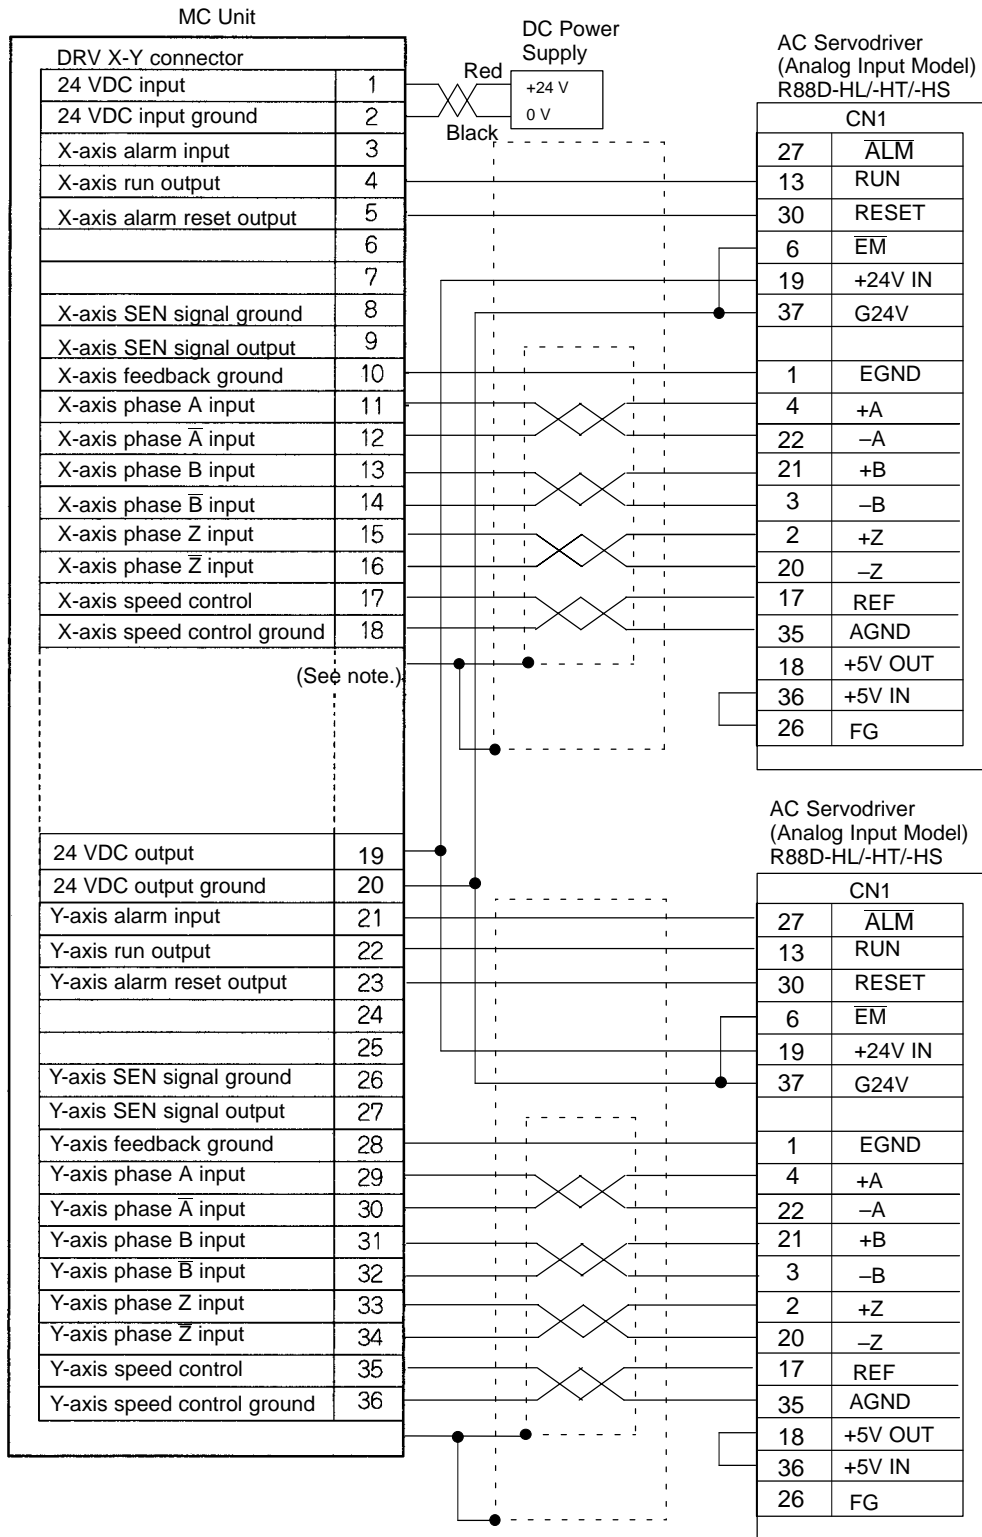 MC Unit
DRV X-Y connector
24 VDC input 1
24 VDC input ground 2
X-axis alarm input 3
X-axis run output 4
X-axis alarm reset output 5
6
7
X-axis SEN signal ground 8
X-axis SEN signal output 9
X-axis feedback ground 10
X-axis phase A input 11
X-axis phase A̅ input 12
X-axis phase B input 13
X-axis phase B̅ input 14
X-axis phase Z input 15
X-axis phase Z̅ input 16
X-axis speed control 17
X-axis speed control ground 18
(See note.)
24 VDC output 19
24 VDC output ground 20
Y-axis alarm input 21
Y-axis run output 22
Y-axis alarm reset output 23
24
25
Y-axis SEN signal ground 26
Y-axis SEN signal output 27
Y-axis feedback ground 28
Y-axis phase A input 29
Y-axis phase A̅ input 30
Y-axis phase B input 31
Y-axis phase B̅ input 32
Y-axis phase Z input 33
Y-axis phase Z̅ input 34
Y-axis speed control 35
Y-axis speed control ground 36
DC Power
Supply
Red
+24 V
0 V
Black
AC Servodriver
(Analog Input Model)
R88D-HL/-HT/-HS
CN1
27 A̅L̅M̅
13 RUN
30 RESET
6 E̅M̅
19 +24V IN
37 G24V
1 EGND
4 +A
22 –A
21 +B
3 –B
2 +Z
20 –Z
17 REF
35 AGND
18 +5V OUT
36 +5V IN
26 FG
AC Servodriver
(Analog Input Model)
R88D-HL/-HT/-HS
CN1
27 A̅L̅M̅
13 RUN
30 RESET
6 E̅M̅
19 +24V IN
37 G24V
1 EGND
4 +A
22 –A
21 +B
3 –B
2 +Z
20 –Z
17 REF
35 AGND
18 +5V OUT
36 +5V IN
26 FG